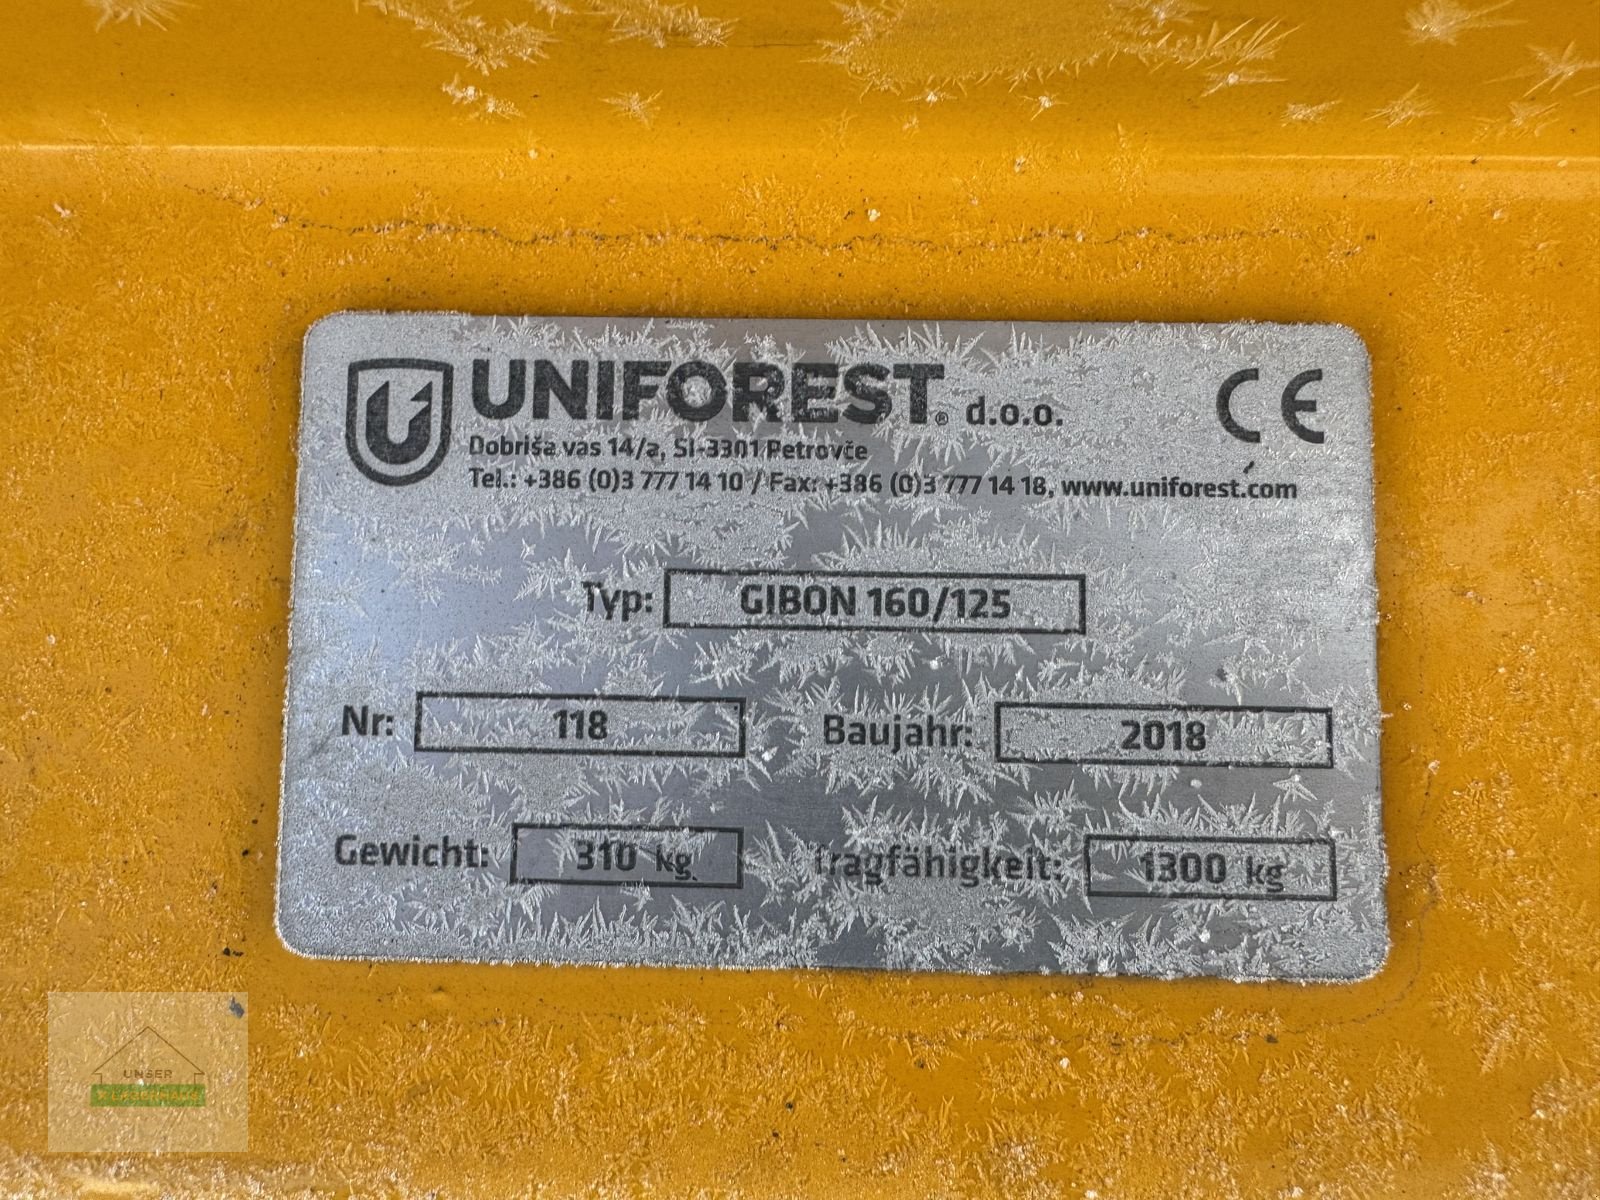 UNIFOREST® d.o.o.
CE
Dobriša vas 14/a, SI-3301 Petrovče
Tel.: +386 (0)3 777 14 10 / Fax: +386 (0)3 777 14 18, www.uniforest.com
Typ: GIBON 160/125
Nr: 118 Baujahr: 2018
Gewicht: 310 kg Tragfähigkeit: 1300 kg
UNSER